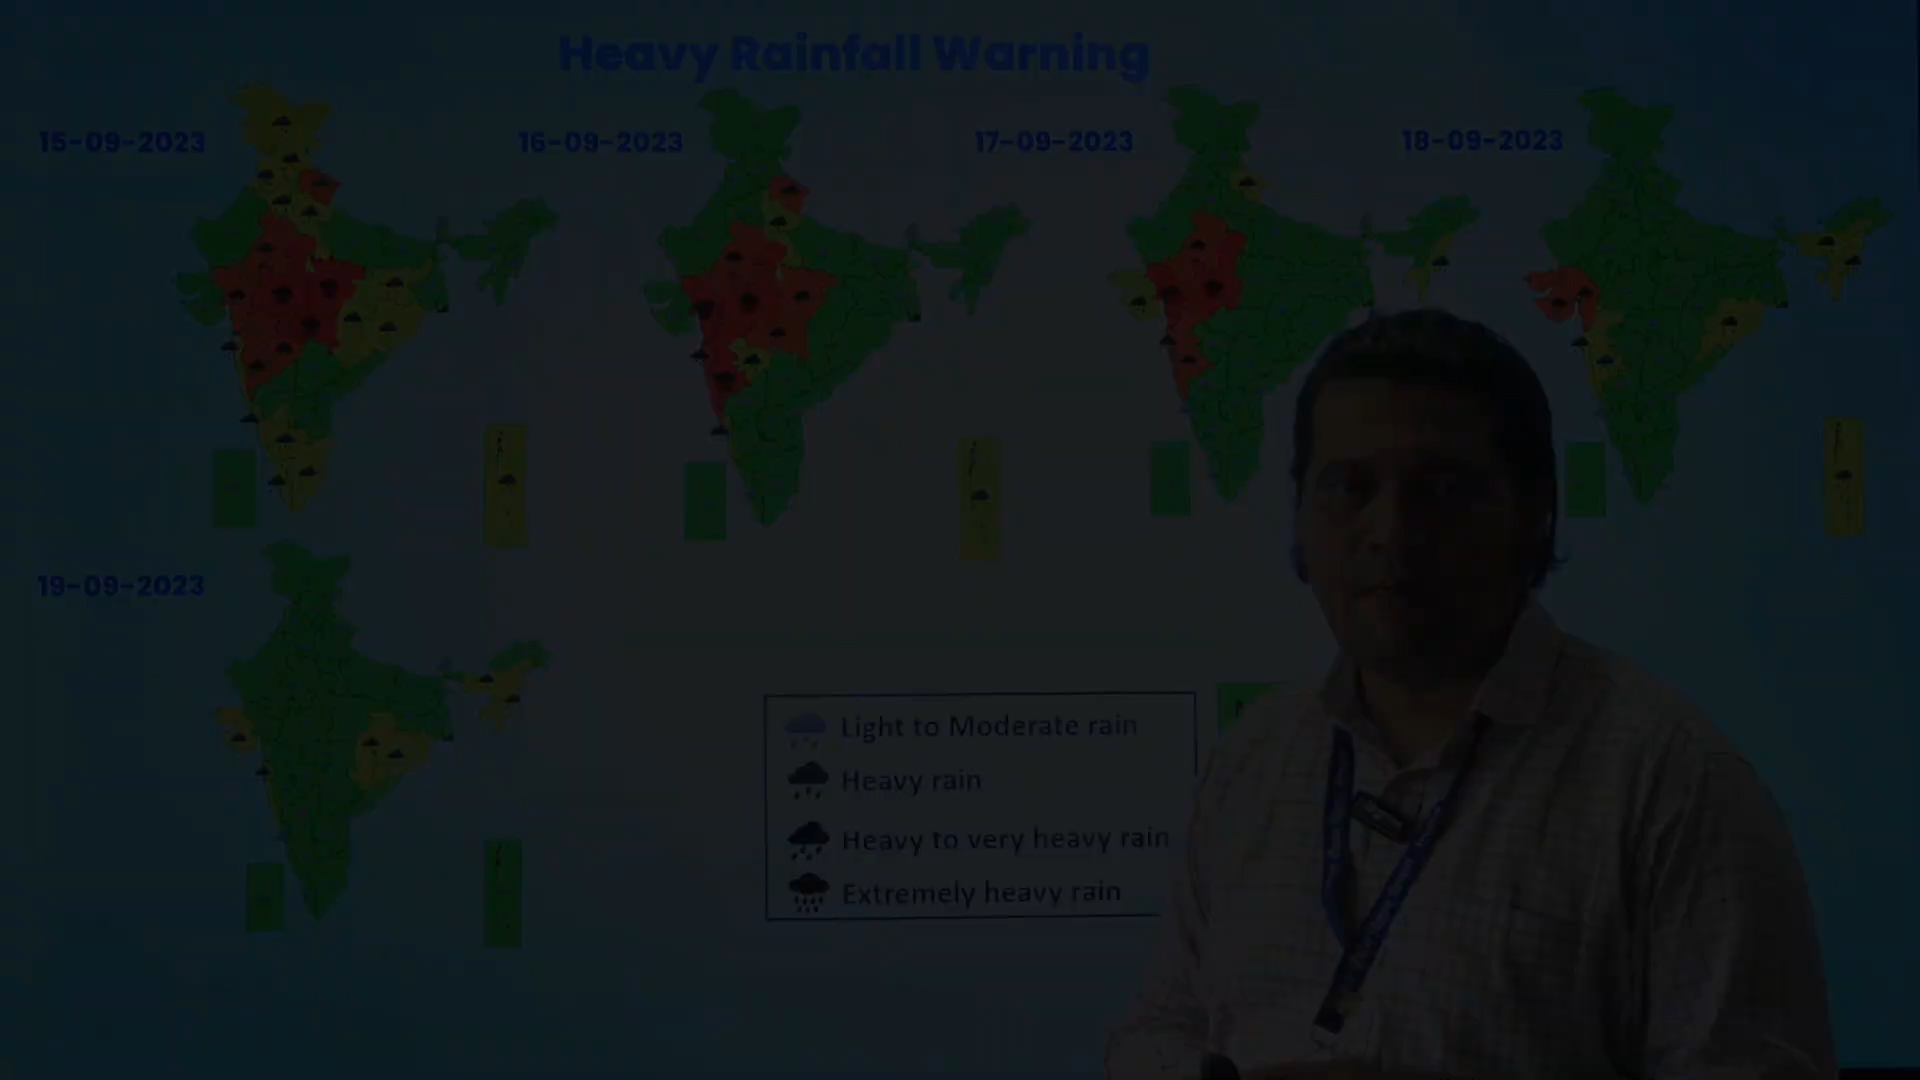 Heavy Rainfall Warning
15-09-2023
16-09-2023
17-09-2023
18-09-2023
19-09-2023
Light to Moderate rain
Heavy rain
Heavy to very heavy rain
Extremely heavy rain